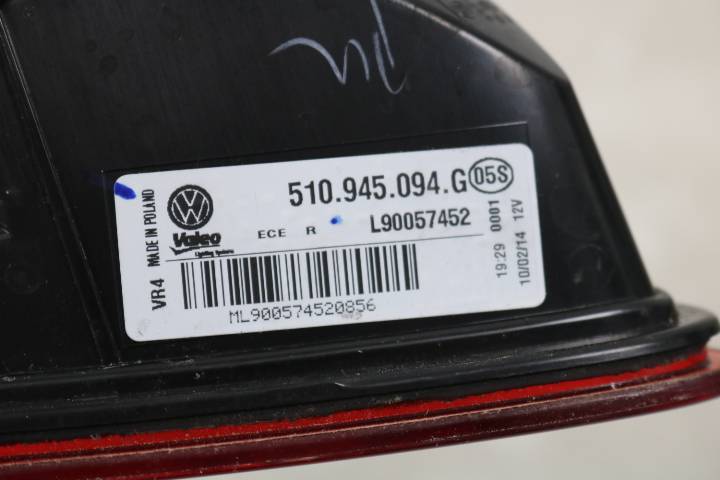 510.945.094.G 05S
MADE IN POLAND
Valeo
ECE R L90057452
VR4
ML900574520856
19:29 0001
10/02/14 12V